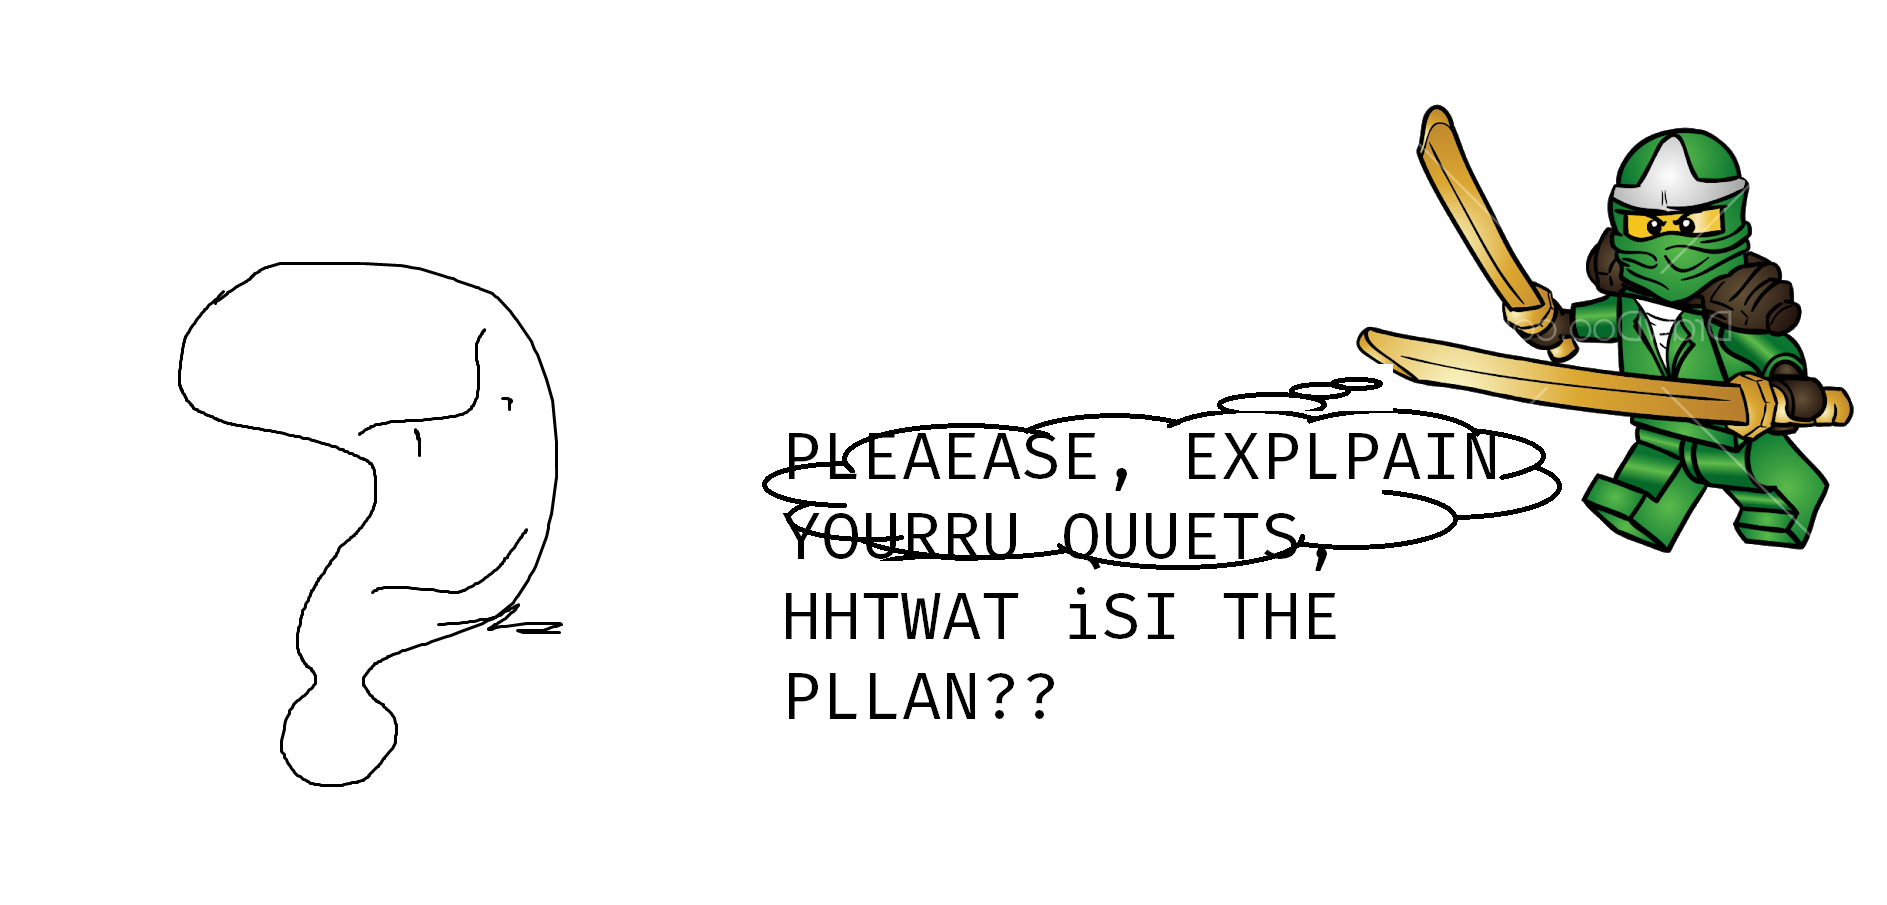 PLEAEASE, EXPLPAIN
YOURRU QUUETS,
HHTWAT iSI THE
PLLAN??